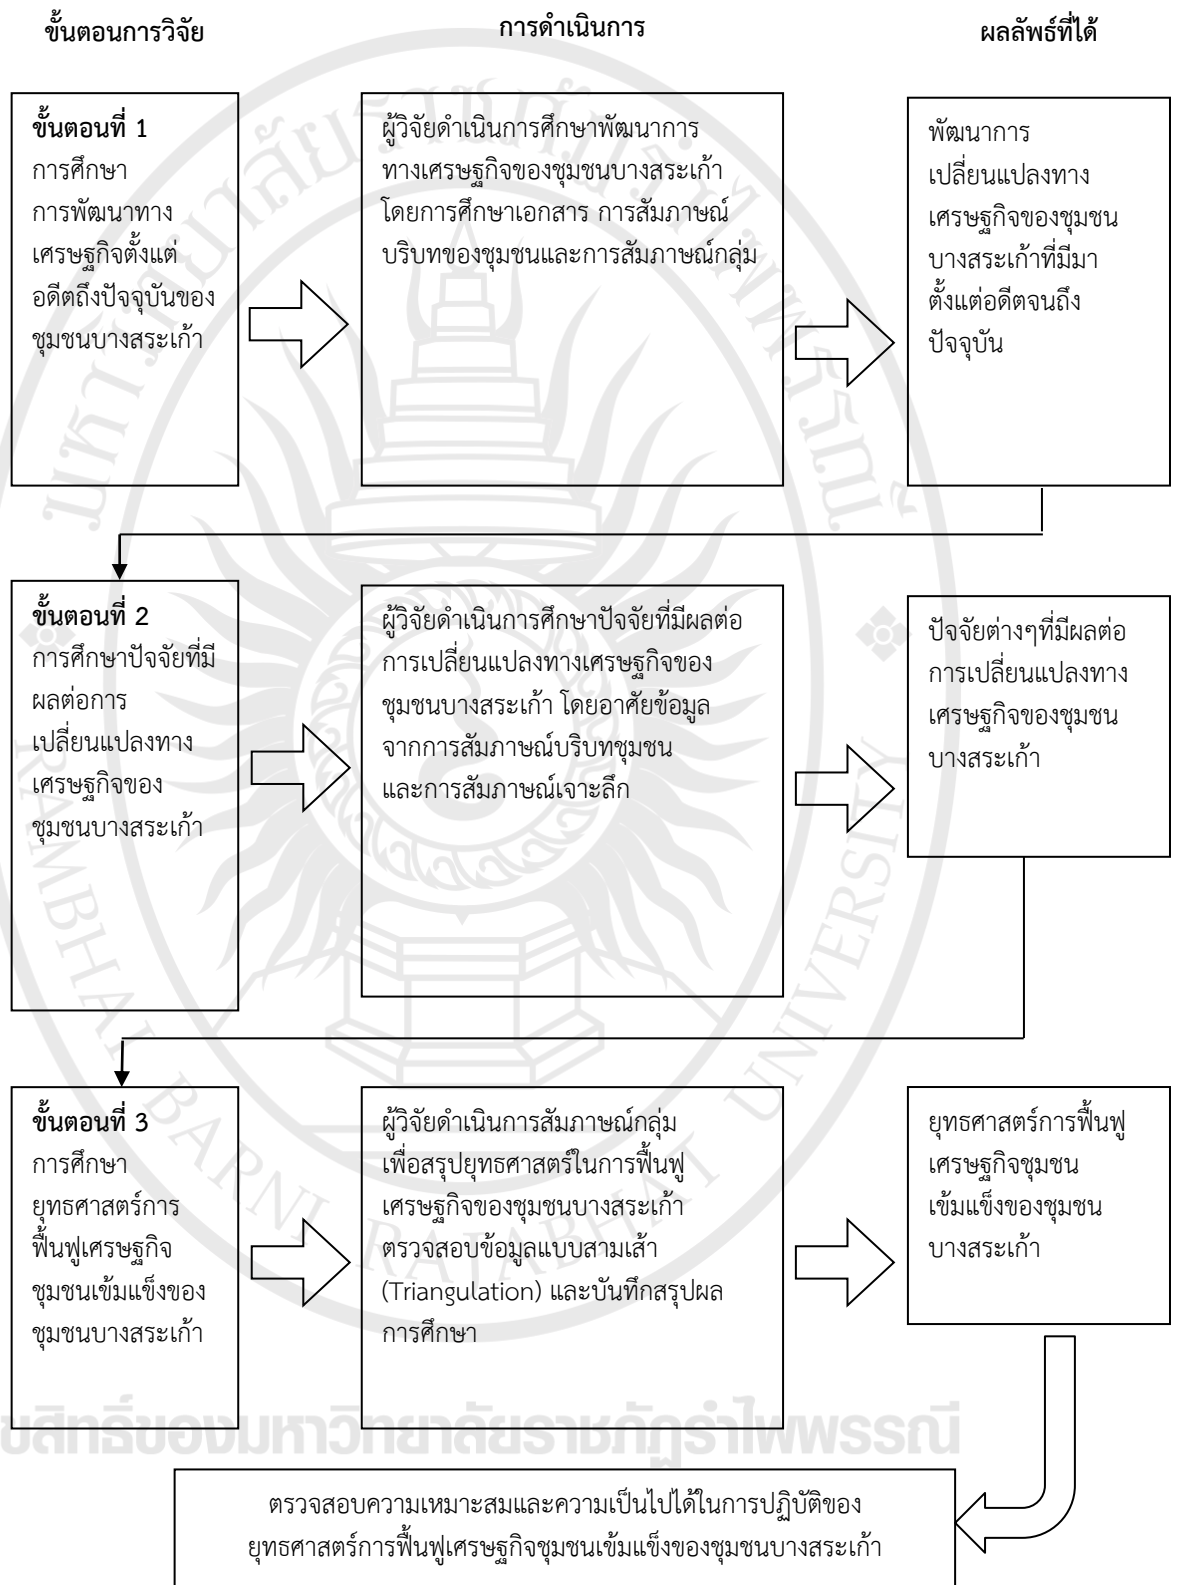 ขั้นตอนการวิจัย
การดำเนินการ
ผลลัพธ์ที่ได้
ขั้นตอนที่ 1
การศึกษา
การพัฒนาทาง
เศรษฐกิจตั้งแต่
อดีตถึงปัจจุบันของ
ชุมชนบางสระเก้า
ผู้วิจัยดำเนินการศึกษาพัฒนาการ
ทางเศรษฐกิจของชุมชนบางสระเก้า
โดยการศึกษาเอกสาร การสัมภาษณ์
บริบทของชุมชนและการสัมภาษณ์กลุ่ม
พัฒนาการ
เปลี่ยนแปลงทาง
เศรษฐกิจของชุมชน
บางสระเก้าที่มีมา
ตั้งแต่อดีตจนถึง
ปัจจุบัน
ขั้นตอนที่ 2
การศึกษาปัจจัยที่มี
ผลต่อการ
เปลี่ยนแปลงทาง
เศรษฐกิจของ
ชุมชนบางสระเก้า
ผู้วิจัยดำเนินการศึกษาปัจจัยที่มีผลต่อ
การเปลี่ยนแปลงทางเศรษฐกิจของ
ชุมชนบางสระเก้า โดยอาศัยข้อมูล
จากการสัมภาษณ์บริบทชุมชน
และการสัมภาษณ์เจาะลึก
ปัจจัยต่างๆที่มีผลต่อ
การเปลี่ยนแปลงทาง
เศรษฐกิจของชุมชน
บางสระเก้า
ขั้นตอนที่ 3
การศึกษา
ยุทธศาสตร์การ
ฟื้นฟูเศรษฐกิจ
ชุมชนเข้มแข็งของ
ชุมชนบางสระเก้า
ผู้วิจัยดำเนินการสัมภาษณ์กลุ่ม
เพื่อสรุปยุทธศาสตร์ในการฟื้นฟู
เศรษฐกิจของชุมชนบางสระเก้า
ตรวจสอบข้อมูลแบบสามเส้า
(Triangulation) และบันทึกสรุปผล
การศึกษา
ยุทธศาสตร์การฟื้นฟู
เศรษฐกิจชุมชน
เข้มแข็งของชุมชน
บางสระเก้า
ตรวจสอบความเหมาะสมและความเป็นไปได้ในการปฏิบัติของ
ยุทธศาสตร์การฟื้นฟูเศรษฐกิจชุมชนเข้มแข็งของชุมชนบางสระเก้า
มหาวิทยาลัยราชภัฏรำไพพรรณี
RAMBHAI BARNI RAJABHAT UNIVERSITY
ขสิทธิ์ของมหาวิทยาลัยราชภัฏรำไพพรรณี